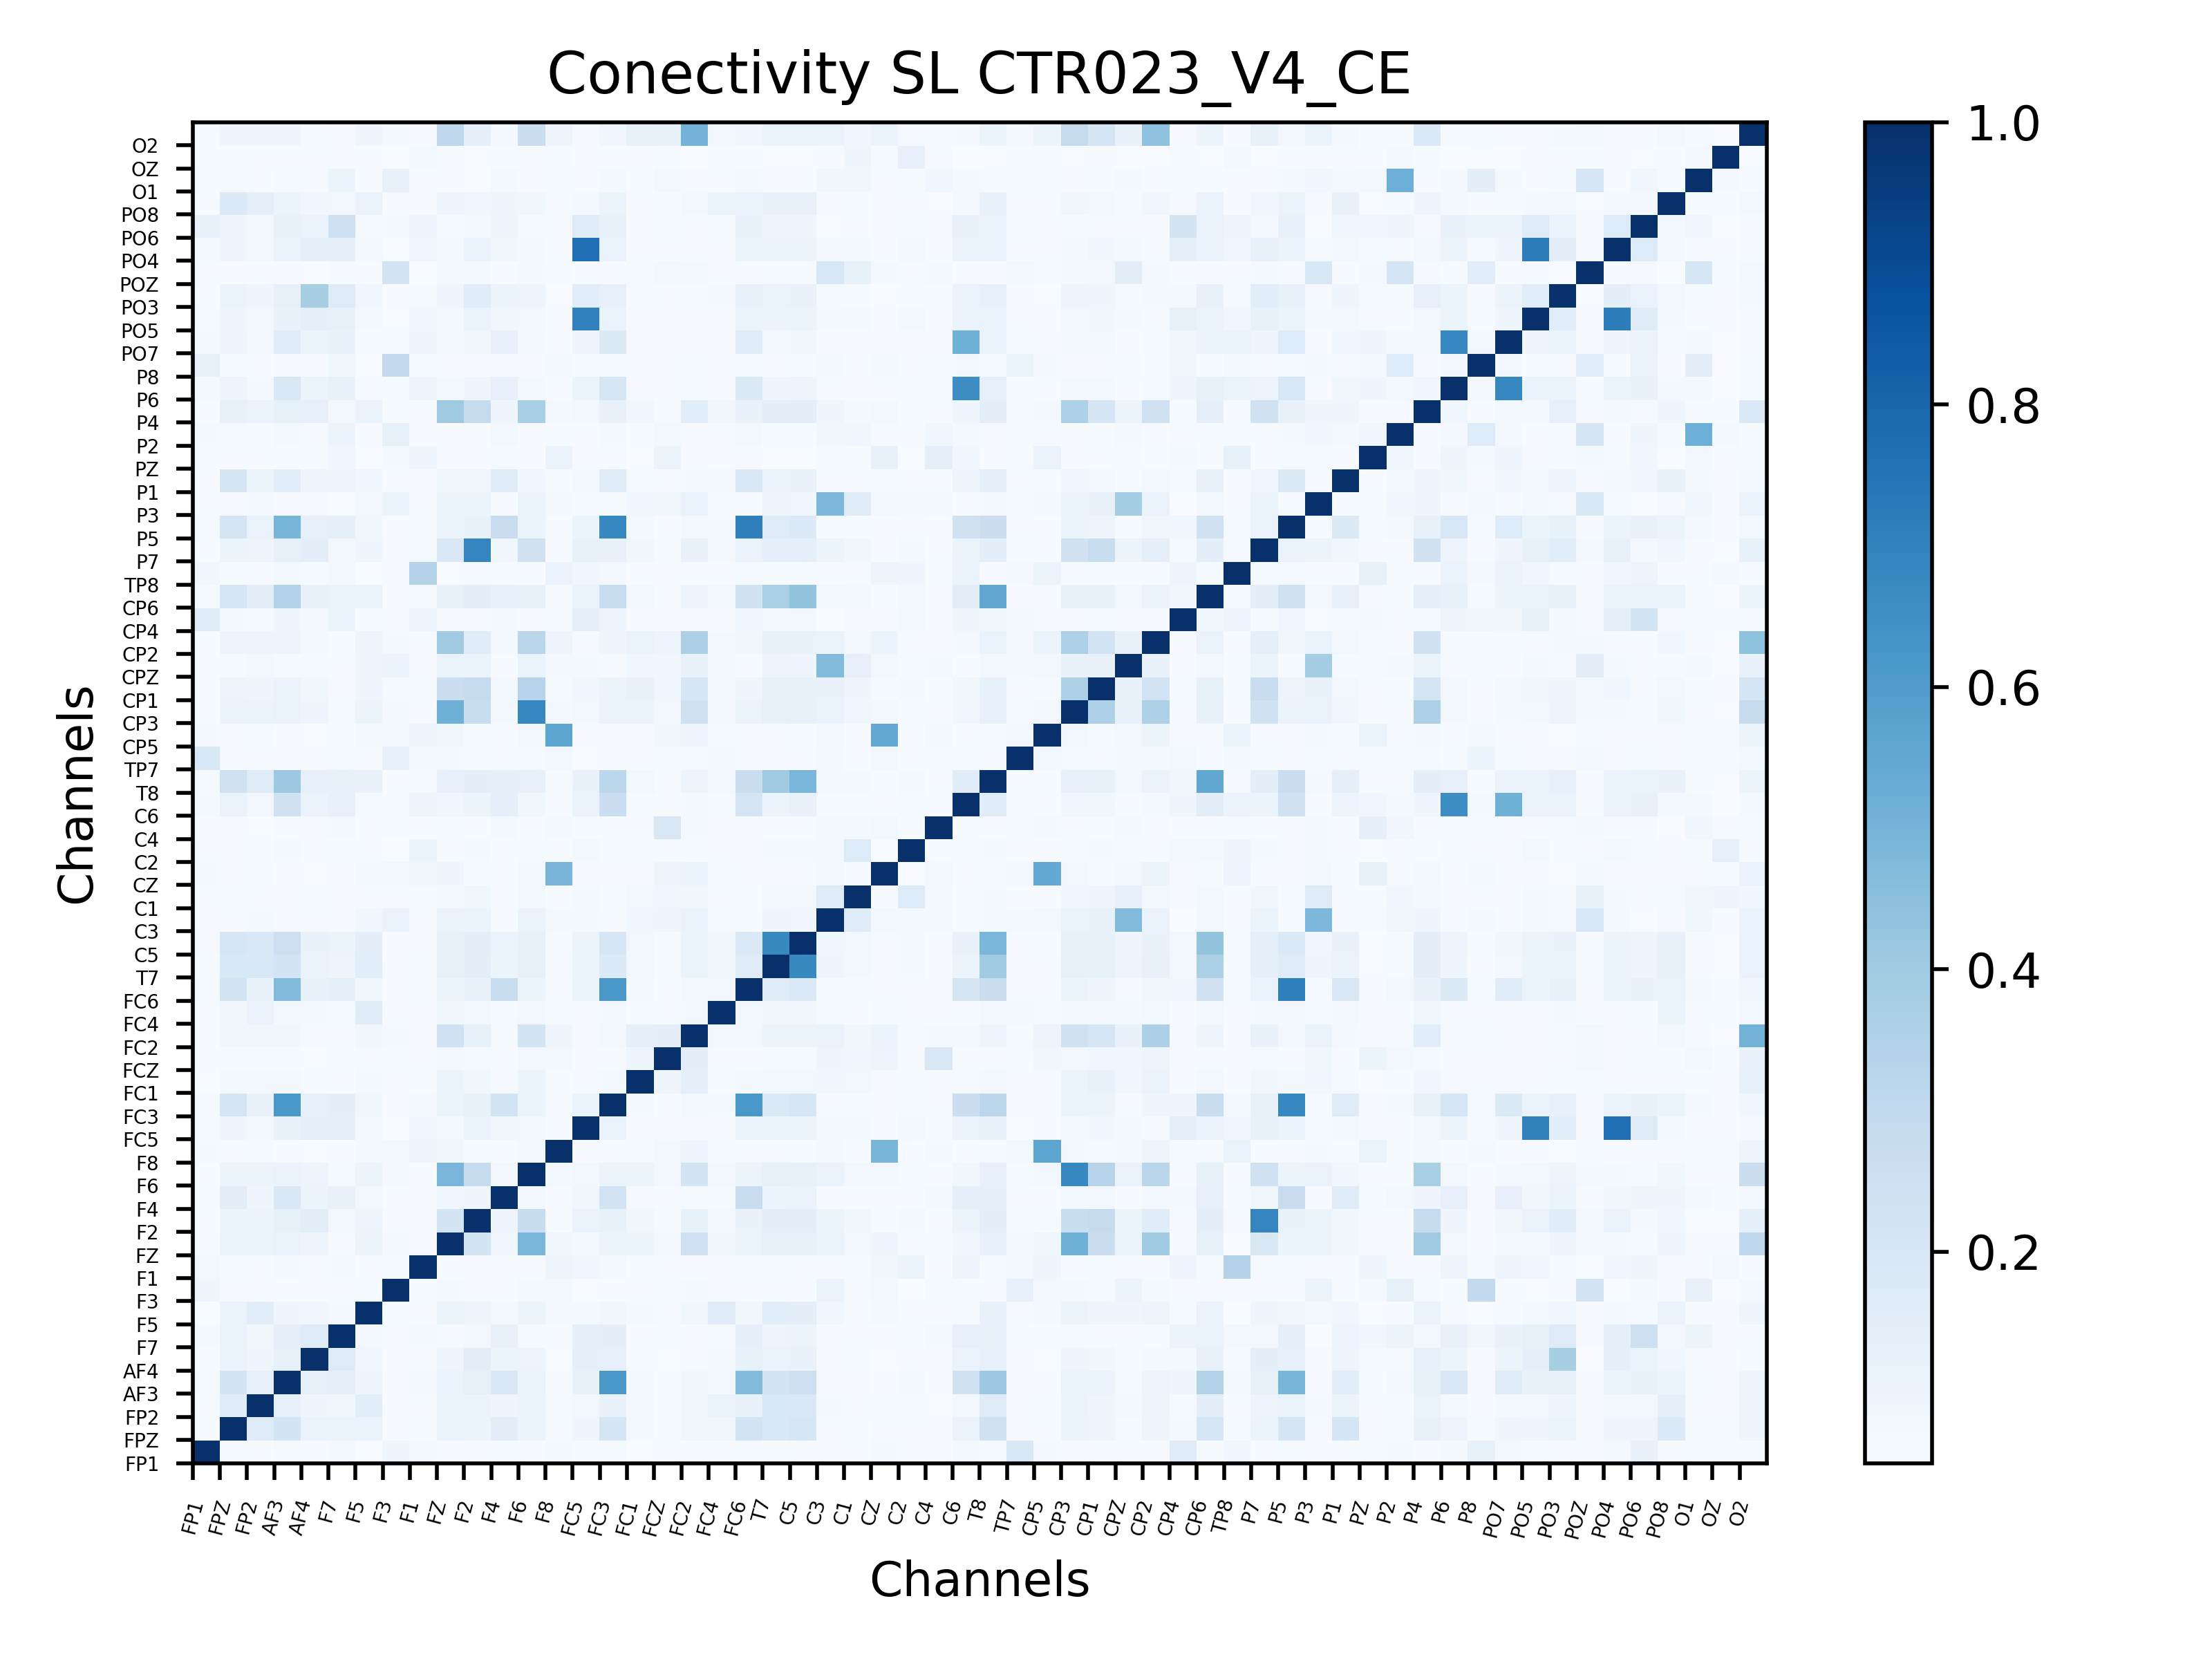 Conectivity SL CTR023_V4_CE
O2
OZ
O1
PO8
PO6
PO4
POZ
PO3
PO5
PO7
P8
P6
P4
P2
PZ
P1
P3
P5
P7
TP8
CP6
CP4
CP2
CPZ
CP1
CP3
CP5
TP7
T8
C6
C4
C2
CZ
C1
C3
C5
T7
FC6
FC4
FC2
FCZ
FC1
FC3
FC5
F8
F6
F4
F2
FZ
F1
F3
F5
F7
AF4
AF3
FP2
FPZ
FP1
Channels
FP1 FPZ FP2 AF3 AF4 F7 F5 F3 F1 FZ F2 F4 F6 F8 FC5 FC3 FC1 FCZ FC2 FC4 FC6 T7 C5 C3 C1 CZ C2 C4 C6 T8 TP7 CP5 CP3 CP1 CPZ CP2 CP4 CP6 TP8 P7 P5 P3 P1 PZ P2 P4 P6 P8 PO7 PO5 PO3 POZ PO4 PO6 PO8 O1 OZ O2
Channels
1.0
0.8
0.6
0.4
0.2